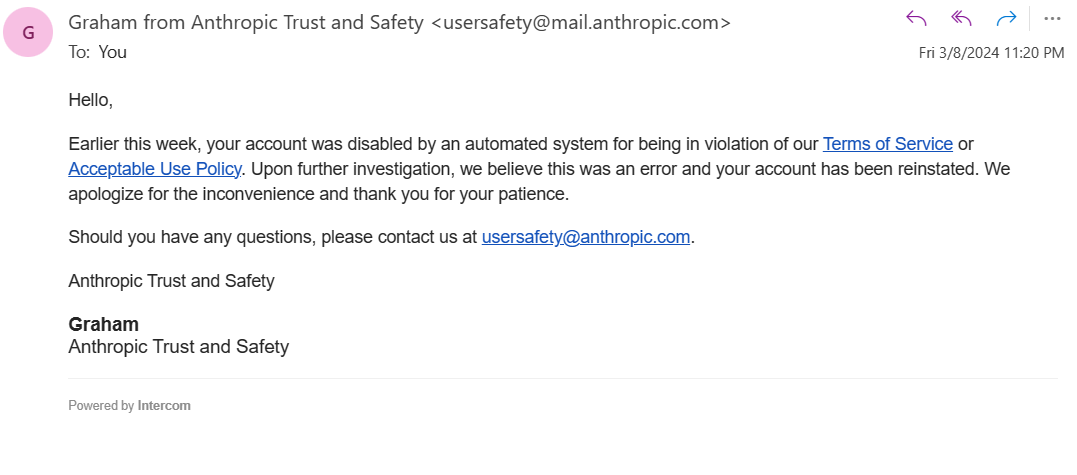 G
Graham from Anthropic Trust and Safety <usersafety@mail.anthropic.com>
To: You
Fri 3/8/2024 11:20 PM
Hello,
Earlier this week, your account was disabled by an automated system for being in violation of our Terms of Service or
Acceptable Use Policy. Upon further investigation, we believe this was an error and your account has been reinstated. We
apologize for the inconvenience and thank you for your patience.
Should you have any questions, please contact us at usersafety@anthropic.com.
Anthropic Trust and Safety
Graham
Anthropic Trust and Safety
Powered by Intercom